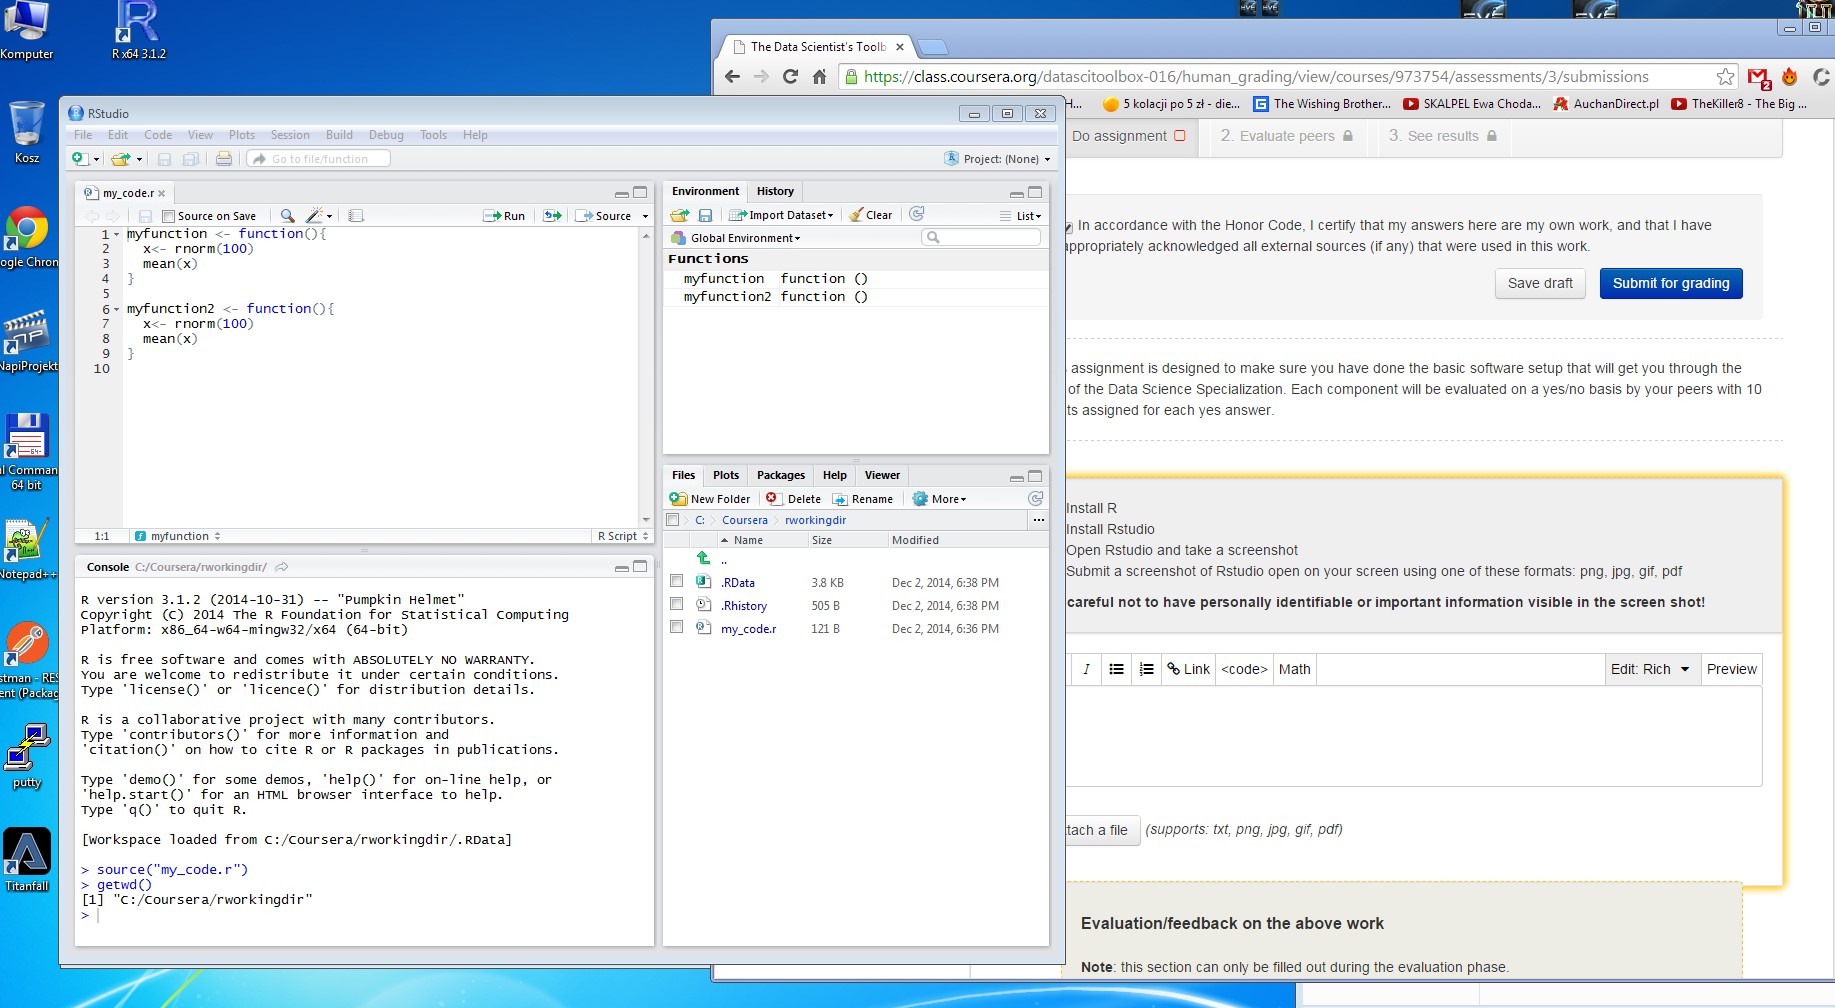 Komputer
R x64 3.1.2
Kosz
ogle Chron
NapiProjekt
al Comman
64 bit
Notepad++
stman - RES
ent (Packag
putty
Titanfall
RStudio
File Edit Code View Plots Session Build Debug Tools Help
Go to file/function
Project: (None)
my_code.r
Source on Save
Run
Source
1 myfunction <- function(){
2 x<- rnorm(100)
3 mean(x)
4 }
5
6 myfunction2 <- function(){
7 x<- rnorm(100)
8 mean(x)
9 }
10
1:1 myfunction R Script
Console C:/Coursera/rworkingdir/
R version 3.1.2 (2014-10-31) -- "Pumpkin Helmet"
Copyright (C) 2014 The R Foundation for Statistical Computing
Platform: x86_64-w64-mingw32/x64 (64-bit)
R is free software and comes with ABSOLUTELY NO WARRANTY.
You are welcome to redistribute it under certain conditions.
Type 'license()' or 'licence()' for distribution details.
R is a collaborative project with many contributors.
Type 'contributors()' for more information and
'citation()' on how to cite R or R packages in publications.
Type 'demo()' for some demos, 'help()' for on-line help, or
'help.start()' for an HTML browser interface to help.
Type 'q()' to quit R.
[Workspace loaded from C:/Coursera/rworkingdir/.RData]
> source("my_code.r")
> getwd()
[1] "C:/Coursera/rworkingdir"
>
Environment History
Import Dataset Clear List
Global Environment
Functions
myfunction function ()
myfunction2 function ()
Files Plots Packages Help Viewer
New Folder Delete Rename More
C: Coursera rworkingdir ...
Name Size Modified
..
.RData 3.8 KB Dec 2, 2014, 6:38 PM
.Rhistory 505 B Dec 2, 2014, 6:38 PM
my_code.r 121 B Dec 2, 2014, 6:36 PM
The Data Scientist's Toolb
https://class.coursera.org/datascitoolbox-016/human_grading/view/courses/973754/assessments/3/submissions
2
H... 5 kolacji po 5 zł - die... The Wishing Brother... SKALPEL Ewa Choda... AuchanDirect.pl TheKiller8 - The Big ...
Do assignment 2. Evaluate peers 3. See results
In accordance with the Honor Code, I certify that my answers here are my own work, and that I have
appropriately acknowledged all external sources (if any) that were used in this work.
Save draft Submit for grading
assignment is designed to make sure you have done the basic software setup that will get you through the
of the Data Science Specialization. Each component will be evaluated on a yes/no basis by your peers with 10
ts assigned for each yes answer.
Install R
Install Rstudio
Open Rstudio and take a screenshot
Submit a screenshot of Rstudio open on your screen using one of these formats: png, jpg, gif, pdf
careful not to have personally identifiable or important information visible in the screen shot!
I Link <code> Math Edit: Rich Preview
ttach a file (supports: txt, png, jpg, gif, pdf)
Evaluation/feedback on the above work
Note: this section can only be filled out during the evaluation phase.